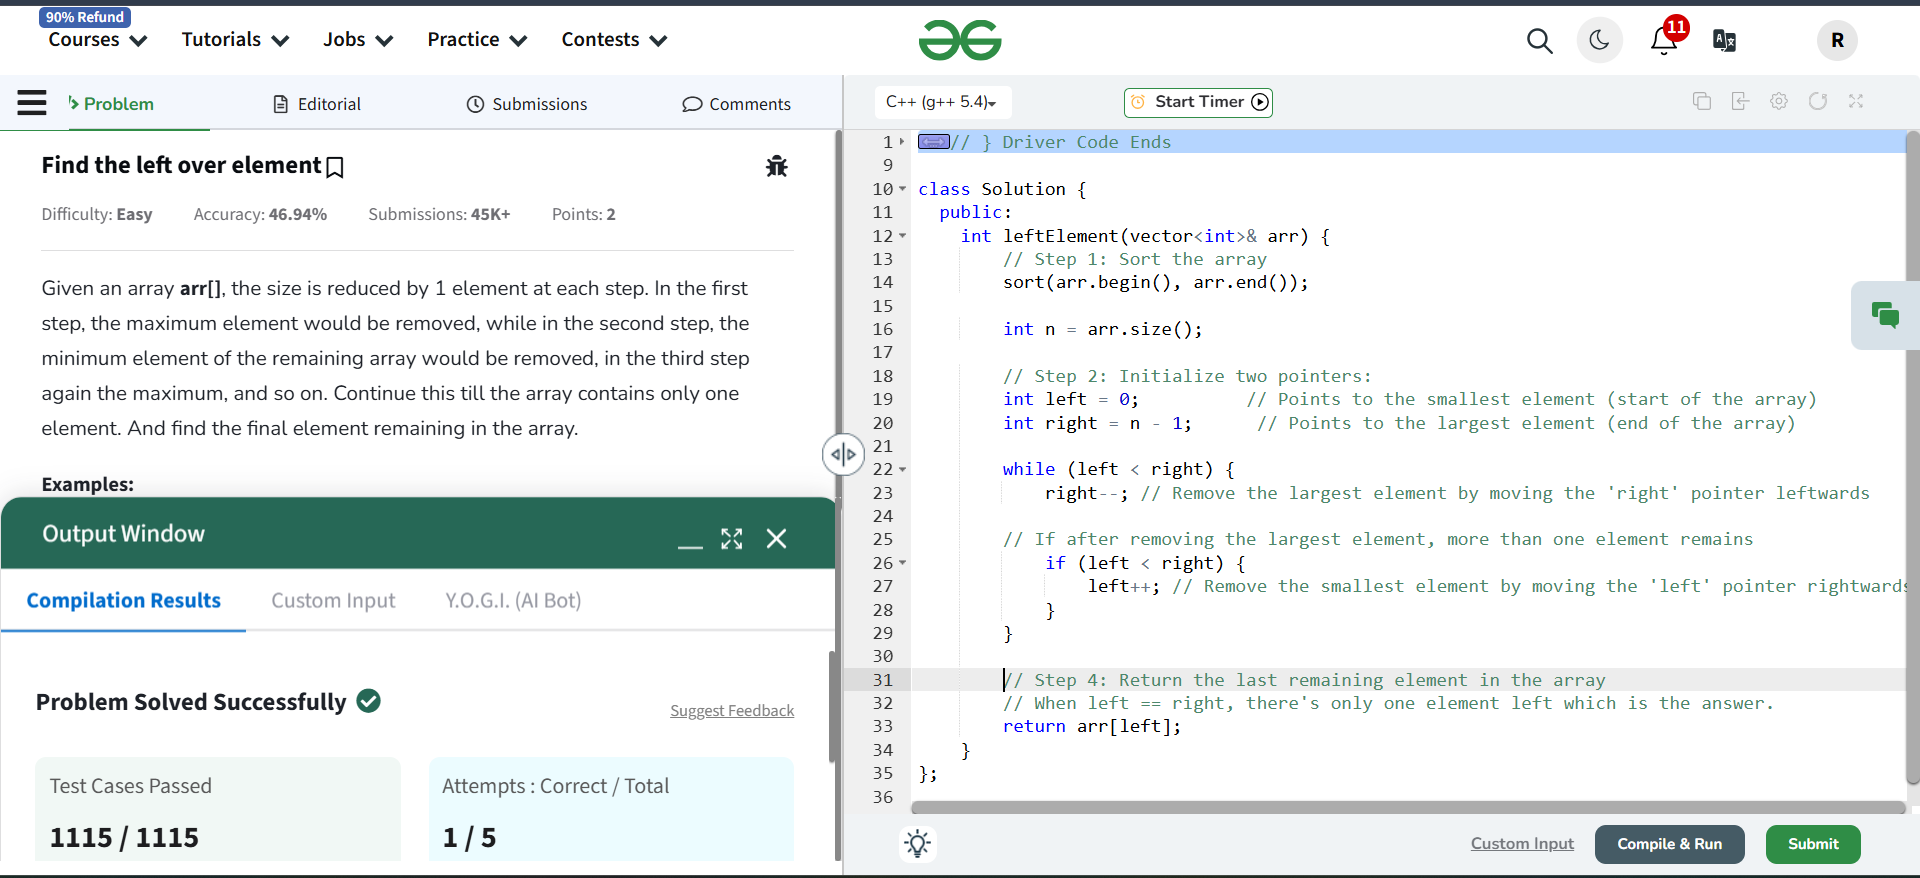 90% Refund
Courses Tutorials Jobs Practice Contests
11
R
Problem Editorial Submissions Comments
Find the left over element
Difficulty: Easy Accuracy: 46.94% Submissions: 45K+ Points: 2
Given an array arr[], the size is reduced by 1 element at each step. In the first
step, the maximum element would be removed, while in the second step, the
minimum element of the remaining array would be removed, in the third step
again the maximum, and so on. Continue this till the array contains only one
element. And find the final element remaining in the array.
Examples:
Output Window
Compilation Results Custom Input Y.O.G.I. (AI Bot)
Problem Solved Successfully
Suggest Feedback
Test Cases Passed
1115 / 1115
Attempts : Correct / Total
1 / 5
C++ (g++ 5.4)
Start Timer
1 // } Driver Code Ends
9
10 class Solution {
11 public:
12 int leftElement(vector<int>& arr) {
13 // Step 1: Sort the array
14 sort(arr.begin(), arr.end());
15
16 int n = arr.size();
17
18 // Step 2: Initialize two pointers:
19 int left = 0; // Points to the smallest element (start of the array)
20 int right = n - 1; // Points to the largest element (end of the array)
21
22 while (left < right) {
23 right--; // Remove the largest element by moving the 'right' pointer leftwards
24
25 // If after removing the largest element, more than one element remains
26 if (left < right) {
27 left++; // Remove the smallest element by moving the 'left' pointer rightwards
28 }
29 }
30
31 // Step 4: Return the last remaining element in the array
32 // When left == right, there's only one element left which is the answer.
33 return arr[left];
34 }
35 };
36
Custom Input Compile & Run Submit